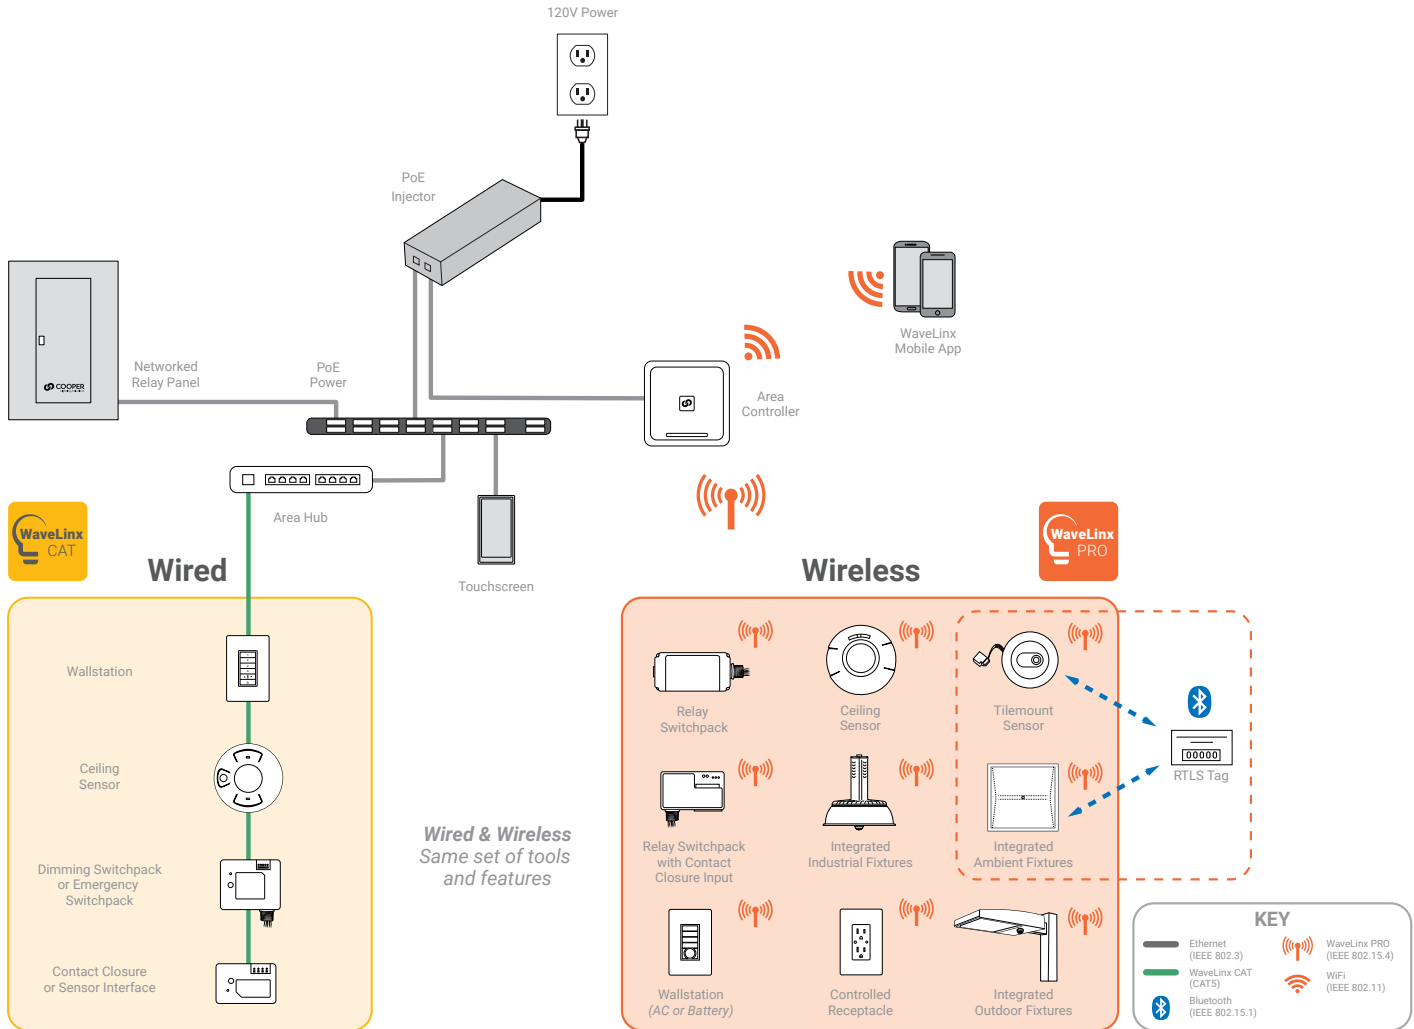 120V Power
PoE
Injector
WaveLinx
Mobile App
Networked
Relay Panel
PoE
Power
COOPER
Area
Controller
Area Hub
Touchscreen
WaveLinx
CAT
Wired
Wireless
WaveLinx
PRO
Wallstation
Ceiling
Sensor
Dimming Switchpack
or Emergency
Switchpack
Contact Closure
or Sensor Interface
Wired & Wireless
Same set of tools
and features
Relay
Switchpack
Ceiling
Sensor
Tilemount
Sensor
00000
RTLS Tag
Relay Switchpack
with Contact
Closure Input
Integrated
Industrial Fixtures
Integrated
Ambient Fixtures
Wallstation
(AC or Battery)
Controlled
Receptacle
Integrated
Outdoor Fixtures
KEY
Ethernet
(IEEE 802.3)
WaveLinx CAT
(CAT5)
Bluetooth
(IEEE 802.15.1)
WaveLinx PRO
(IEEE 802.15.4)
WiFi
(IEEE 802.11)